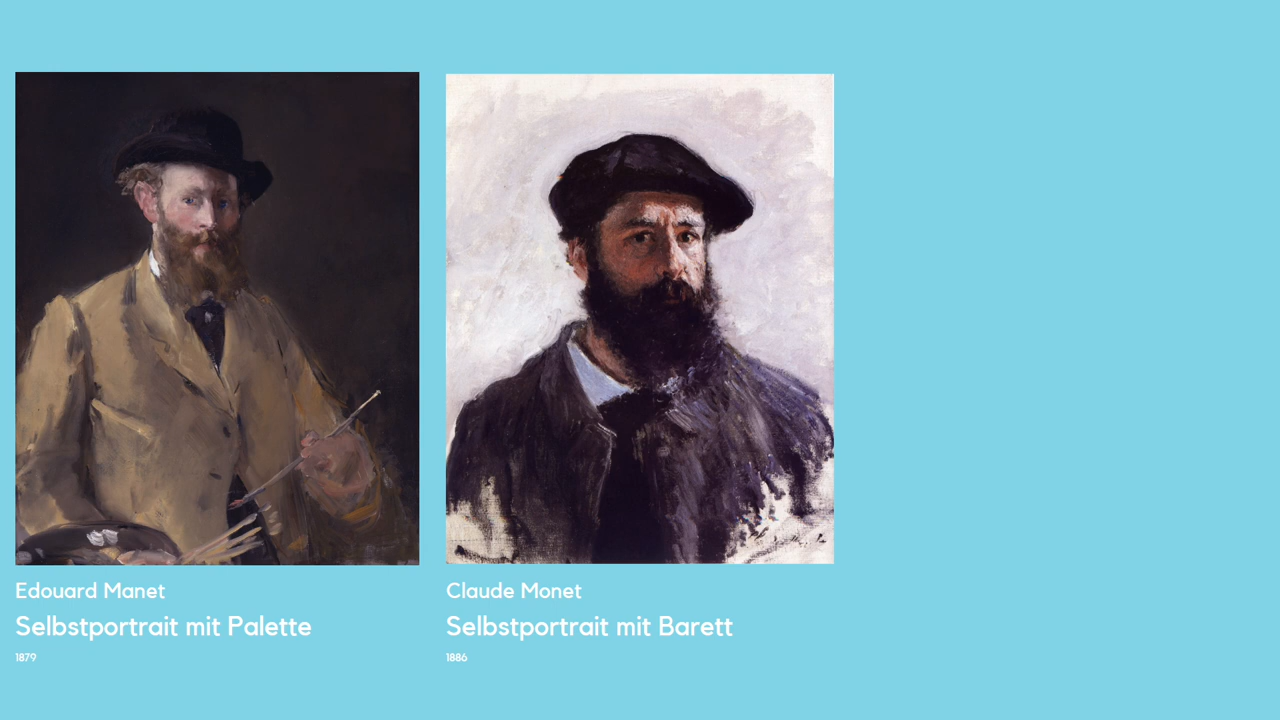 Edouard Manet
Selbstportrait mit Palette
1879
Claude Monet
Selbstportrait mit Barett
1886